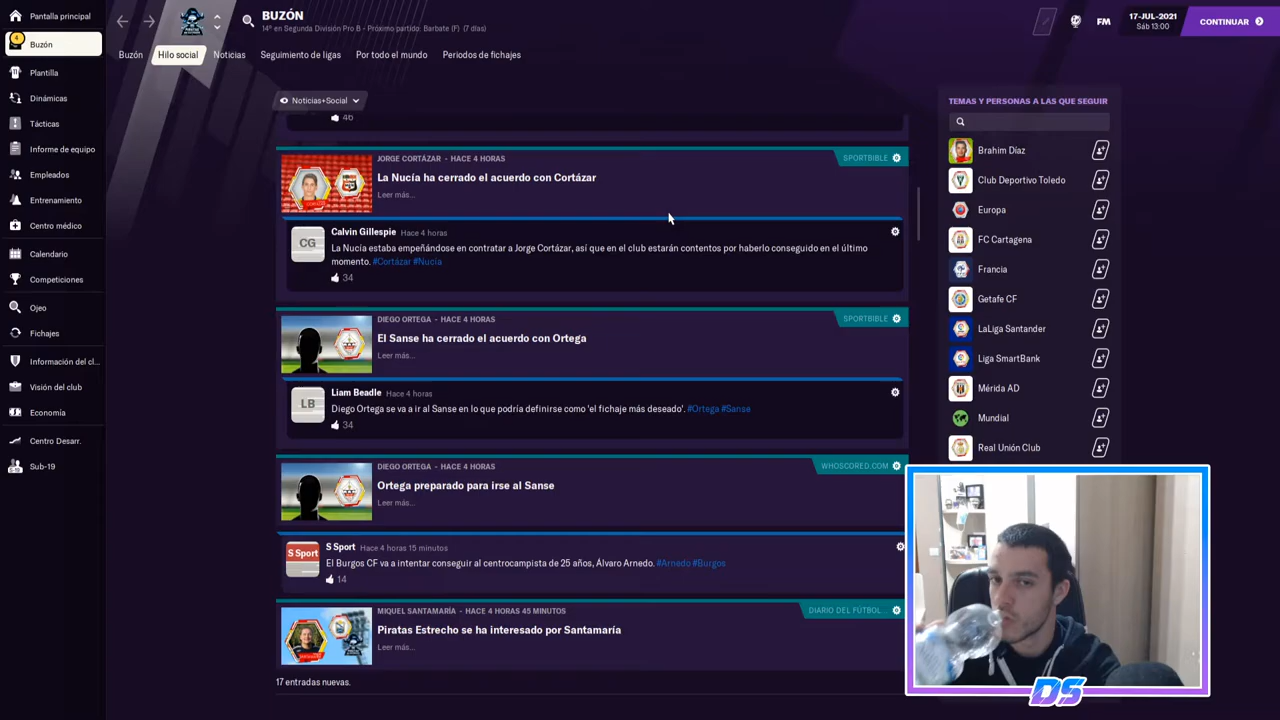 Pantalla principal
4
Buzón
Plantilla
Dinámicas
Tácticas
Informe de equipo
Empleados
Entrenamiento
Centro médico
Calendario
Competiciones
Ojeo
Fichajes
Información del cl...
Visión del club
Economía
Centro Desarr.
Sub-19
BUZÓN
14º en Segunda División Pro B - Próximo partido: Barbate (F) (7 días)
FM
17-JUL-2021
Sáb 13:00
CONTINUAR
Buzón
Hilo social
Noticias
Seguimiento de ligas
Por todo el mundo
Periodos de fichajes
Noticias+Social
46
JORGE CORTÁZAR - HACE 4 HORAS
SPORTBIBLE
La Nucía ha cerrado el acuerdo con Cortázar
Leer más...
CG
Calvin Gillespie Hace 4 horas
La Nucía estaba empeñándose en contratar a Jorge Cortázar, así que en el club estarán contentos por haberlo conseguido en el último
momento. #Cortázar #Nucía
34
DIEGO ORTEGA - HACE 4 HORAS
SPORTBIBLE
El Sanse ha cerrado el acuerdo con Ortega
Leer más...
LB
Liam Beadle Hace 4 horas
Diego Ortega se va a ir al Sanse en lo que podría definirse como 'el fichaje más deseado'. #Ortega #Sanse
34
DIEGO ORTEGA - HACE 4 HORAS
WHOSCORED.COM
Ortega preparado para irse al Sanse
Leer más...
S Sport
S Sport Hace 4 horas 15 minutos
El Burgos CF va a intentar conseguir al centrocampista de 25 años, Álvaro Arnedo. #Arnedo #Burgos
14
MIQUEL SANTAMARÍA - HACE 4 HORAS 45 MINUTOS
DIARIO DEL FÚTBOL...
Piratas Estrecho se ha interesado por Santamaría
Leer más...
17 entradas nuevas.
TEMAS Y PERSONAS A LAS QUE SEGUIR
Brahim Díaz
Club Deportivo Toledo
Europa
FC Cartagena
Francia
Getafe CF
LaLiga Santander
Liga SmartBank
Mérida AD
Mundial
Real Unión Club
DS